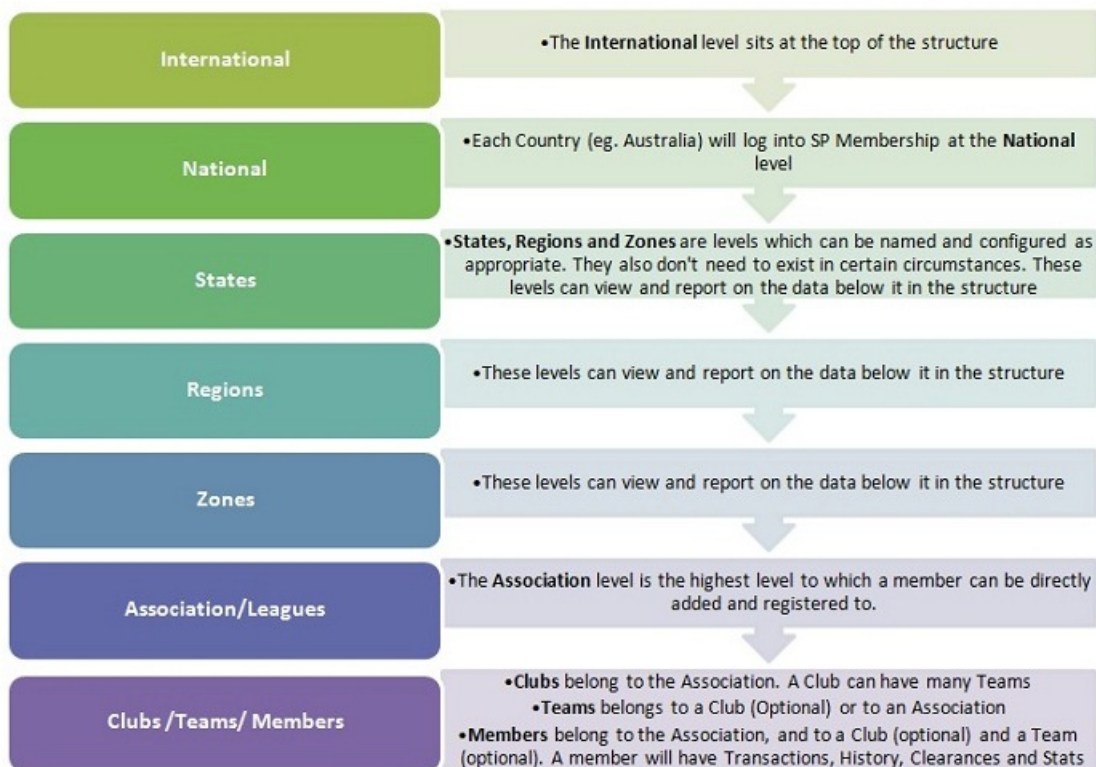 International
•The International level sits at the top of the structure
National
•Each Country (eg. Australia) will log into SP Membership at the National
level
States
•States, Regions and Zones are levels which can be named and configured as
appropriate. They also don't need to exist in certain circumstances. These
levels can view and report on the data below it in the structure
Regions
•These levels can view and report on the data below it in the structure
Zones
•These levels can view and report on the data below it in the structure
Association/Leagues
•The Association level is the highest level to which a member can be directly
added and registered to.
Clubs /Teams/ Members
•Clubs belong to the Association. A Club can have many Teams
•Teams belongs to a Club (Optional) or to an Association
•Members belong to the Association, and to a Club (optional) and a Team
(optional). A member will have Transactions, History, Clearances and Stats